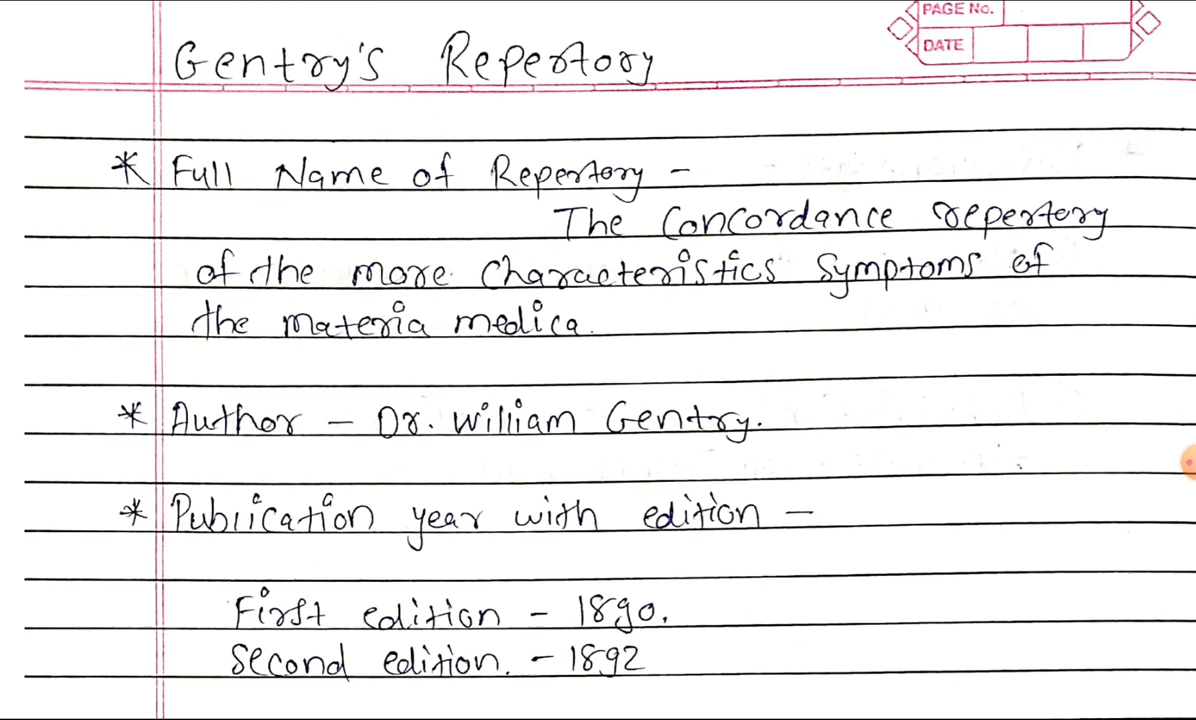 PAGE No.
DATE
Gentry's Repertory
* Full Name of Repertory -
The Concordance repertery
of the more characteristics symptoms of
the materia medica.
* Author - Dr. William Gentry.
* Publication year with edition -
First edition - 1890.
Second edition. - 1892